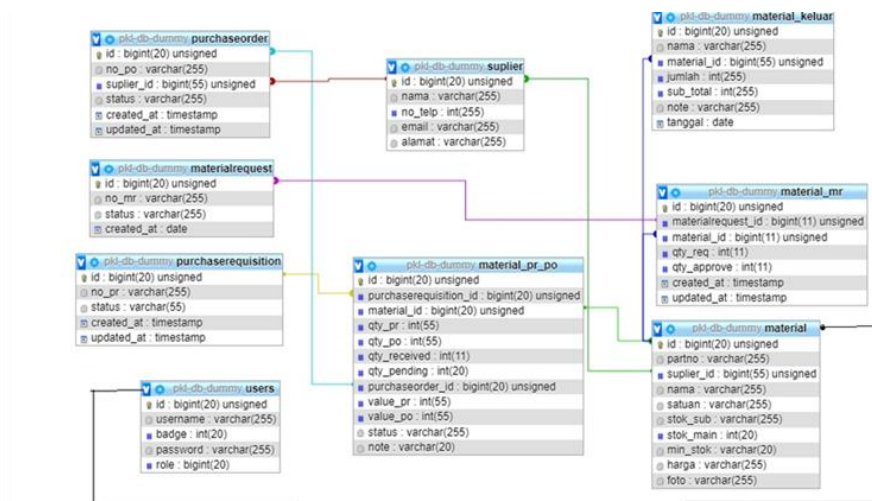 pkl-db-dummy purchaseorder
id : bigint(20) unsigned
no_po : varchar(255)
suplier_id : bigint(55) unsigned
status : varchar(255)
created_at : timestamp
updated_at : timestamp
pkl-db-dummy suplier
id : bigint(20) unsigned
nama : varchar(255)
no_telp : int(255)
email : varchar(255)
alamat : varchar(255)
pkl-db-dummy material_keluar
id : bigint(20) unsigned
nama : varchar(255)
material_id : bigint(55) unsigned
jumlah : int(255)
sub_total : int(255)
note : varchar(255)
tanggal : date
pkl-db-dummy materialrequest
id : bigint(20) unsigned
no_mr : varchar(255)
status : varchar(255)
created_at : date
pkl-db-dummy material_mr
id : bigint(20) unsigned
materialrequest_id : bigint(11) unsigned
material_id : bigint(11) unsigned
qty_req : int(11)
qty_approve : int(11)
created_at : timestamp
updated_at : timestamp
pkl-db-dummy purchaserequisition
id : bigint(20) unsigned
no_pr : varchar(255)
status : varchar(55)
created_at : timestamp
updated_at : timestamp
pkl-db-dummy material_pr_po
id : bigint(20) unsigned
purchaserequisition_id : bigint(20) unsigned
material_id : bigint(20) unsigned
qty_pr : int(55)
qty_po : int(55)
qty_received : int(11)
qty_pending : int(20)
purchaseorder_id : bigint(20) unsigned
value_pr : int(55)
value_po : int(55)
status : varchar(255)
note : varchar(20)
pkl-db-dummy material
id : bigint(20) unsigned
partno : varchar(255)
suplier_id : bigint(55) unsigned
nama : varchar(255)
satuan : varchar(255)
stok_sub : varchar(255)
stok_main : int(20)
min_stok : varchar(20)
harga : varchar(255)
foto : varchar(255)
pkl-db-dummy users
id : bigint(20) unsigned
username : varchar(255)
badge : int(20)
password : varchar(255)
role : bigint(20)